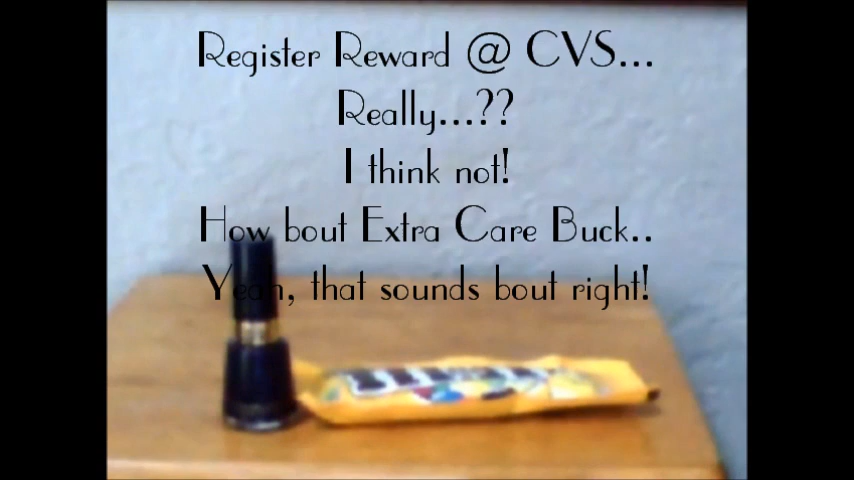 Register Reward @ CVS...
Really...??
I think not!
How bout Extra Care Buck..
Yeah, that sounds bout right!
m&m's